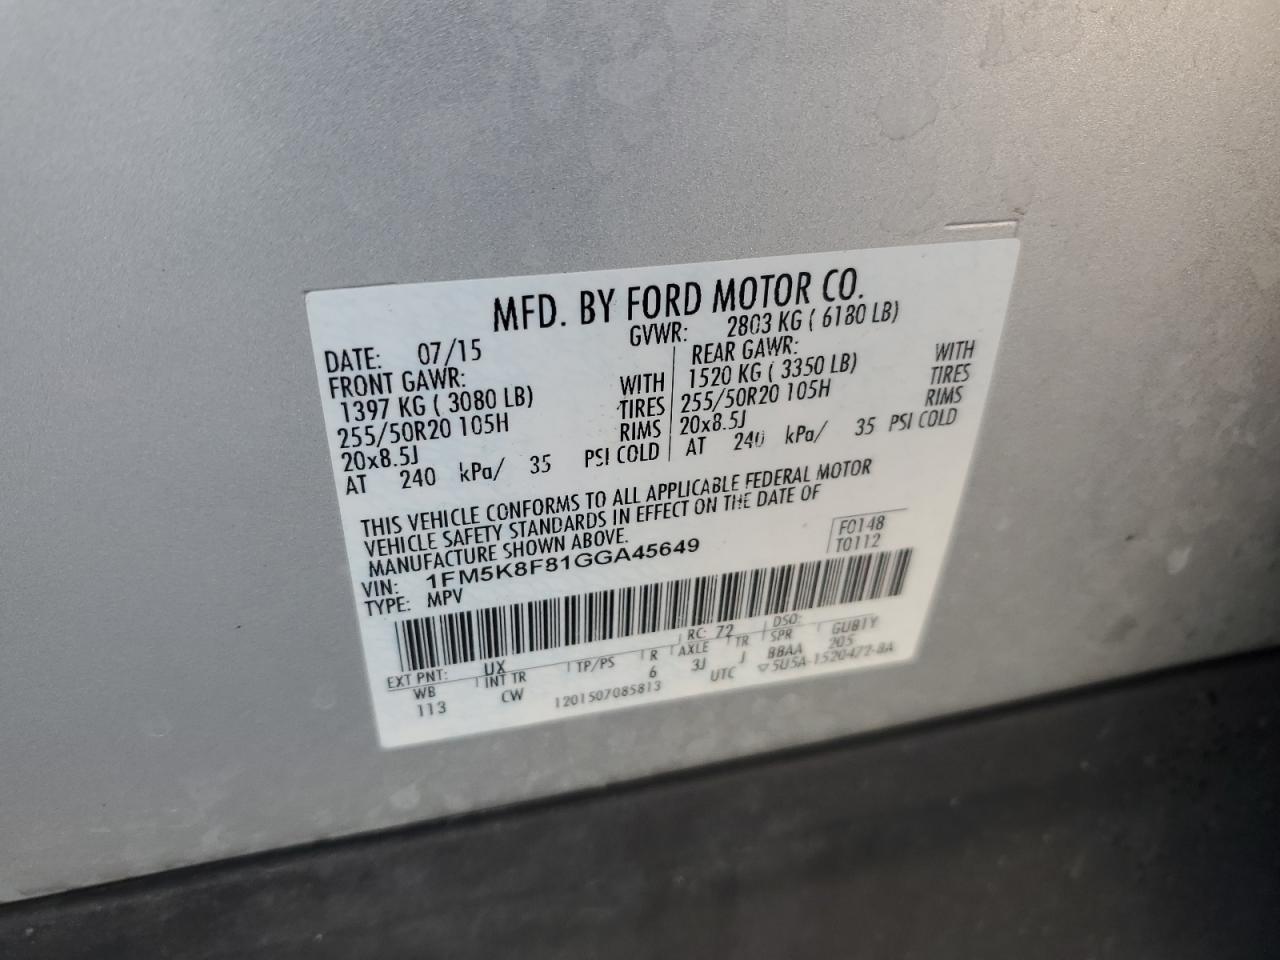 MFD. BY FORD MOTOR CO.
DATE: 07/15 GVWR: 2803 KG ( 6180 LB)
FRONT GAWR: REAR GAWR:
1397 KG ( 3080 LB) WITH 1520 KG ( 3350 LB) WITH
255/50R20 105H TIRES 255/50R20 105H TIRES
20x8.5J RIMS 20x8.5J RIMS
AT 240 kPa/ 35 PSI COLD AT 240 kPa/ 35 PSI COLD
THIS VEHICLE CONFORMS TO ALL APPLICABLE FEDERAL MOTOR
VEHICLE SAFETY STANDARDS IN EFFECT ON THE DATE OF
MANUFACTURE SHOWN ABOVE.
F0148
T0112
VIN: 1FM5K8F81GGA45649
TYPE: MPV
EXT PNT: UX RC: 72 DSO:
WB INT TR TP/PS R AXLE TR SPR GUB1Y
113 CW 6 3J J BBAA 205
1201507085813 UTC ▽5U5A-1520472-BA